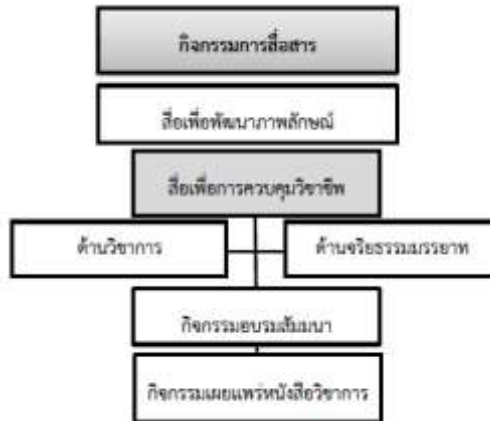 กิจกรรมการสื่อสาร
สื่อเพื่อพัฒนาภาพลักษณ์
สื่อเพื่อการควบคุมวิชาชีพ
ด้านวิชาการ
ด้านจริยธรรมมรรยาท
กิจกรรมอบรมสัมมนา
กิจกรรมเผยแพร่หนังสือวิชาการ